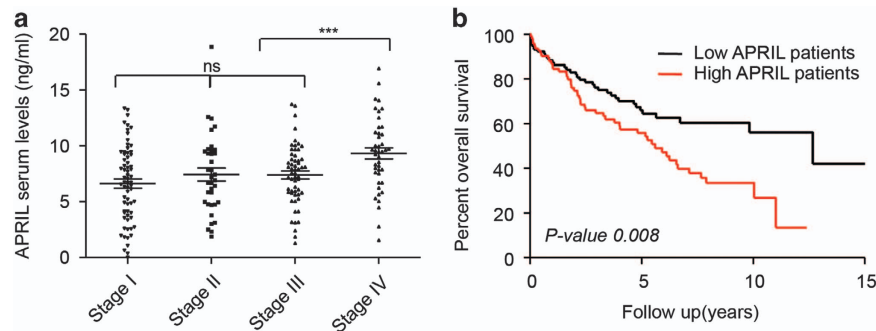 a
APRIL serum levels (ng/ml)
20
15
10
5
0
ns
***
Stage I
Stage II
Stage III
Stage IV
b
Percent overall survival
100
80
60
40
20
0
Low APRIL patients
High APRIL patients
P-value 0.008
0
5
10
15
Follow up(years)